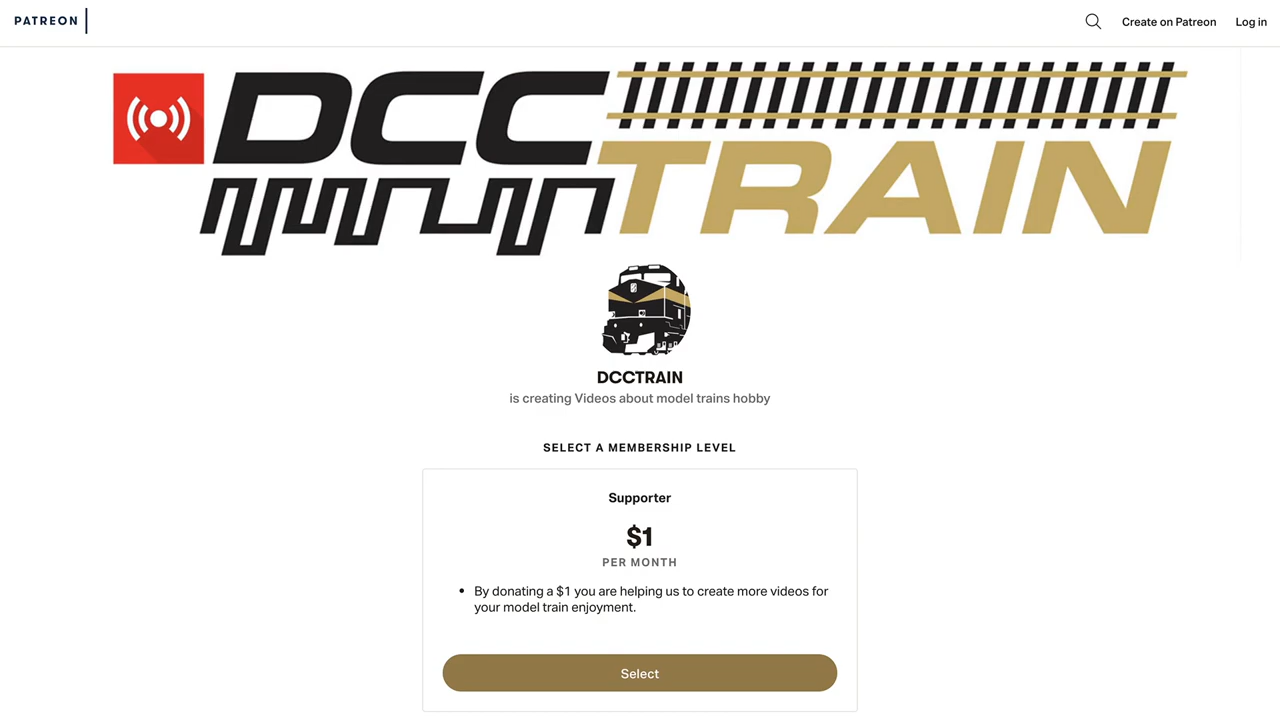 PATREON
Create on Patreon
Log in
DCC
TRAIN
DCCTRAIN
is creating Videos about model trains hobby
SELECT A MEMBERSHIP LEVEL
Supporter
$1
PER MONTH
• By donating a $1 you are helping us to create more videos for
your model train enjoyment.
Select